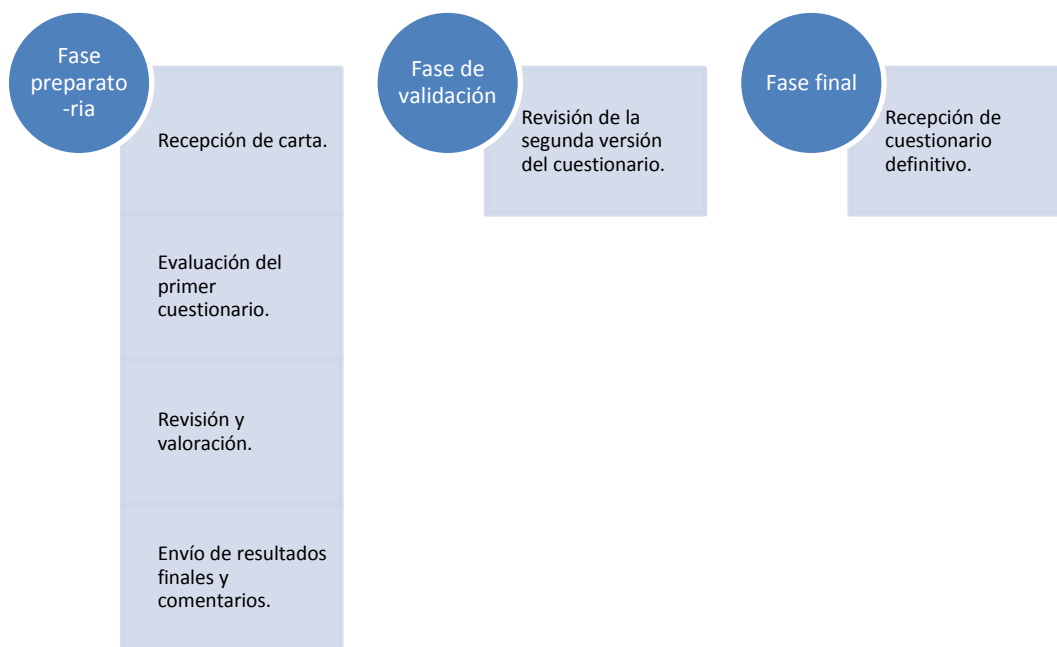 Fase
preparato
-ria
Recepción de carta.
Evaluación del
primer
cuestionario.
Revisión y
valoración.
Envío de resultados
finales y
comentarios.
Fase de
validación
Revisión de la
segunda versión
del cuestionario.
Fase final
Recepción de
cuestionario
definitivo.